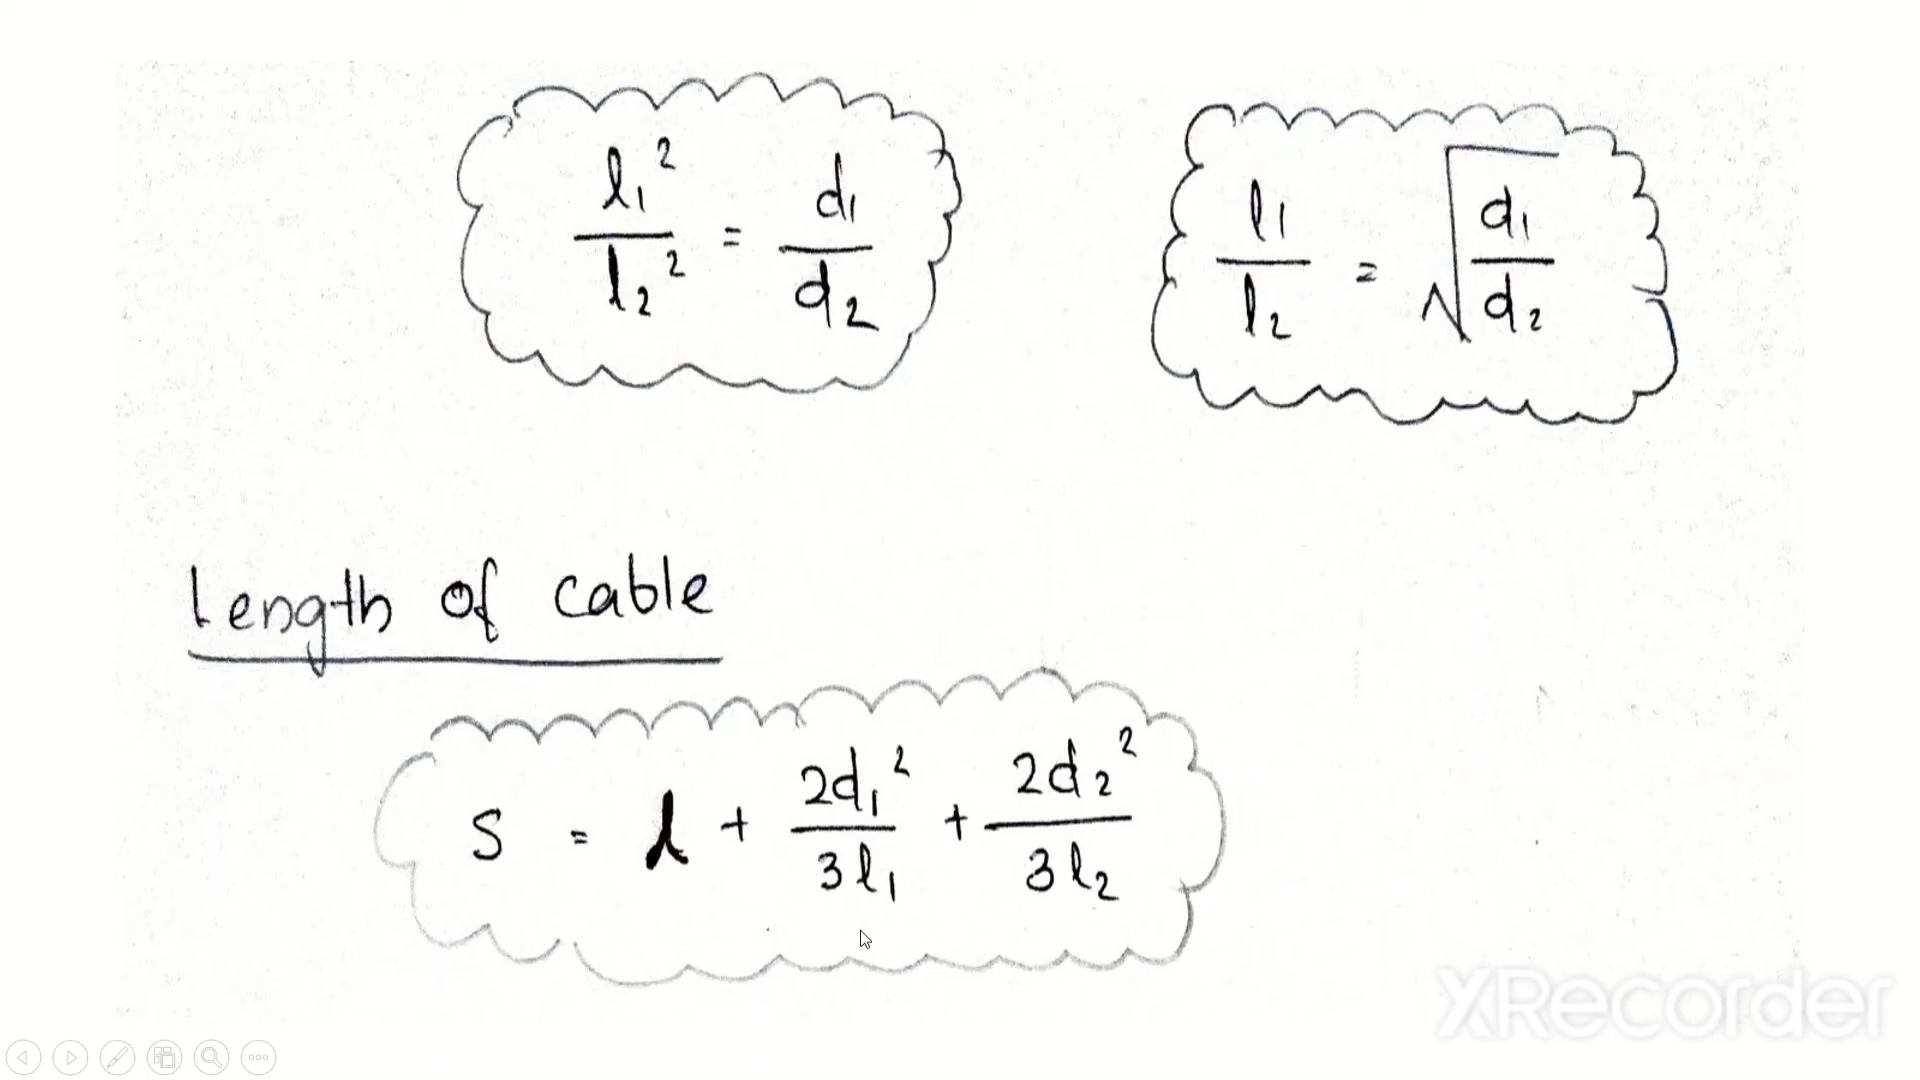 l₁² / l₂² = d₁ / d₂
l₁ / l₂ = √(d₁ / d₂)
Length of cable
S = l + 2d₁² / 3l₁ + 2d₂² / 3l₂
XRecorder